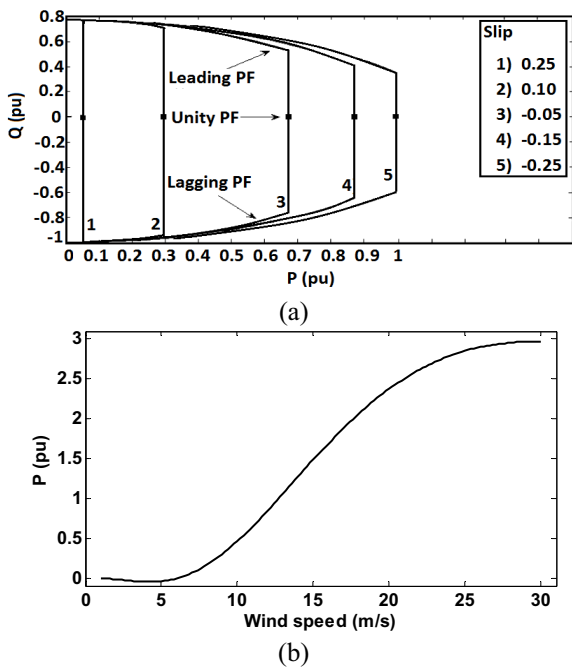 0.8
0.6
0.4
0.2
0
-0.2
-0.4
-0.6
-0.8
-1
Q (pu)
Leading PF
Unity PF
Lagging PF
1
2
3
4
5
Slip
1) 0.25
2) 0.10
3) -0.05
4) -0.15
5) -0.25
0 0.1 0.2 0.3 0.4 0.5 0.6 0.7 0.8 0.9 1
P (pu)
(a)
3
2.5
2
1.5
1
0.5
0
P (pu)
0 5 10 15 20 25 30
Wind speed (m/s)
(b)